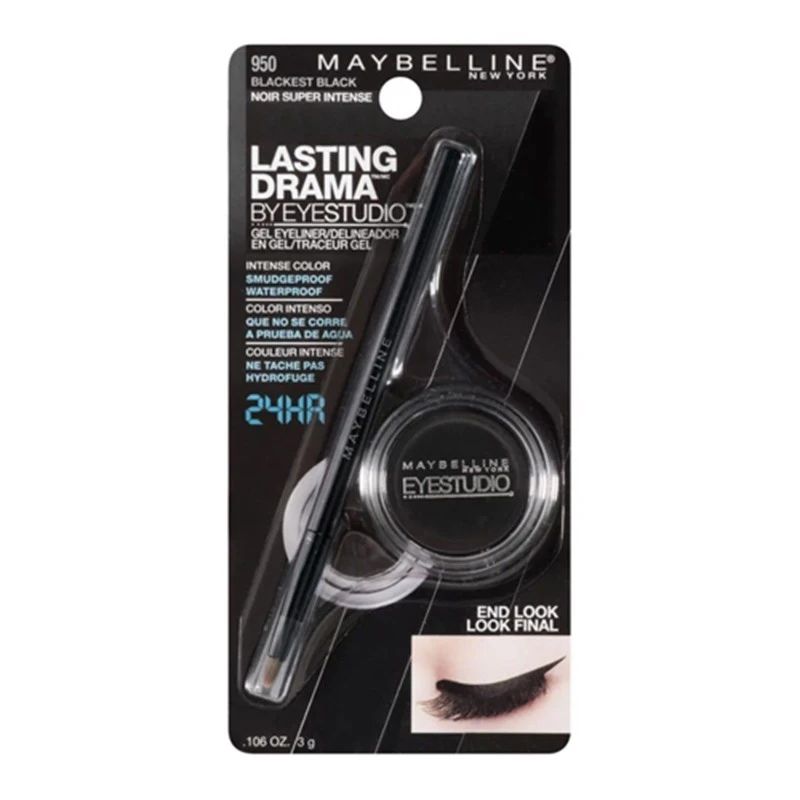 950
BLACKEST BLACK
NOIR SUPER INTENSE
MAYBELLINE®
NEW YORK
LASTING
DRAMA
BY EYESTUDIO
GEL EYELINER/DELINEADOR
EN GEL/TRACEUR GEL
INTENSE COLOR
SMUDGEPROOF
WATERPROOF
COLOR INTENSO
QUE NO SE CORRE
A PRUEBA DE AGUA
COULEUR INTENSE
NE TACHE PAS
HYDROFUGE
24HR
MAYBELLINE
MAYBELLINE
NEW YORK
EYESTUDIO
END LOOK
LOOK FINAL
.106 OZ. 3 g